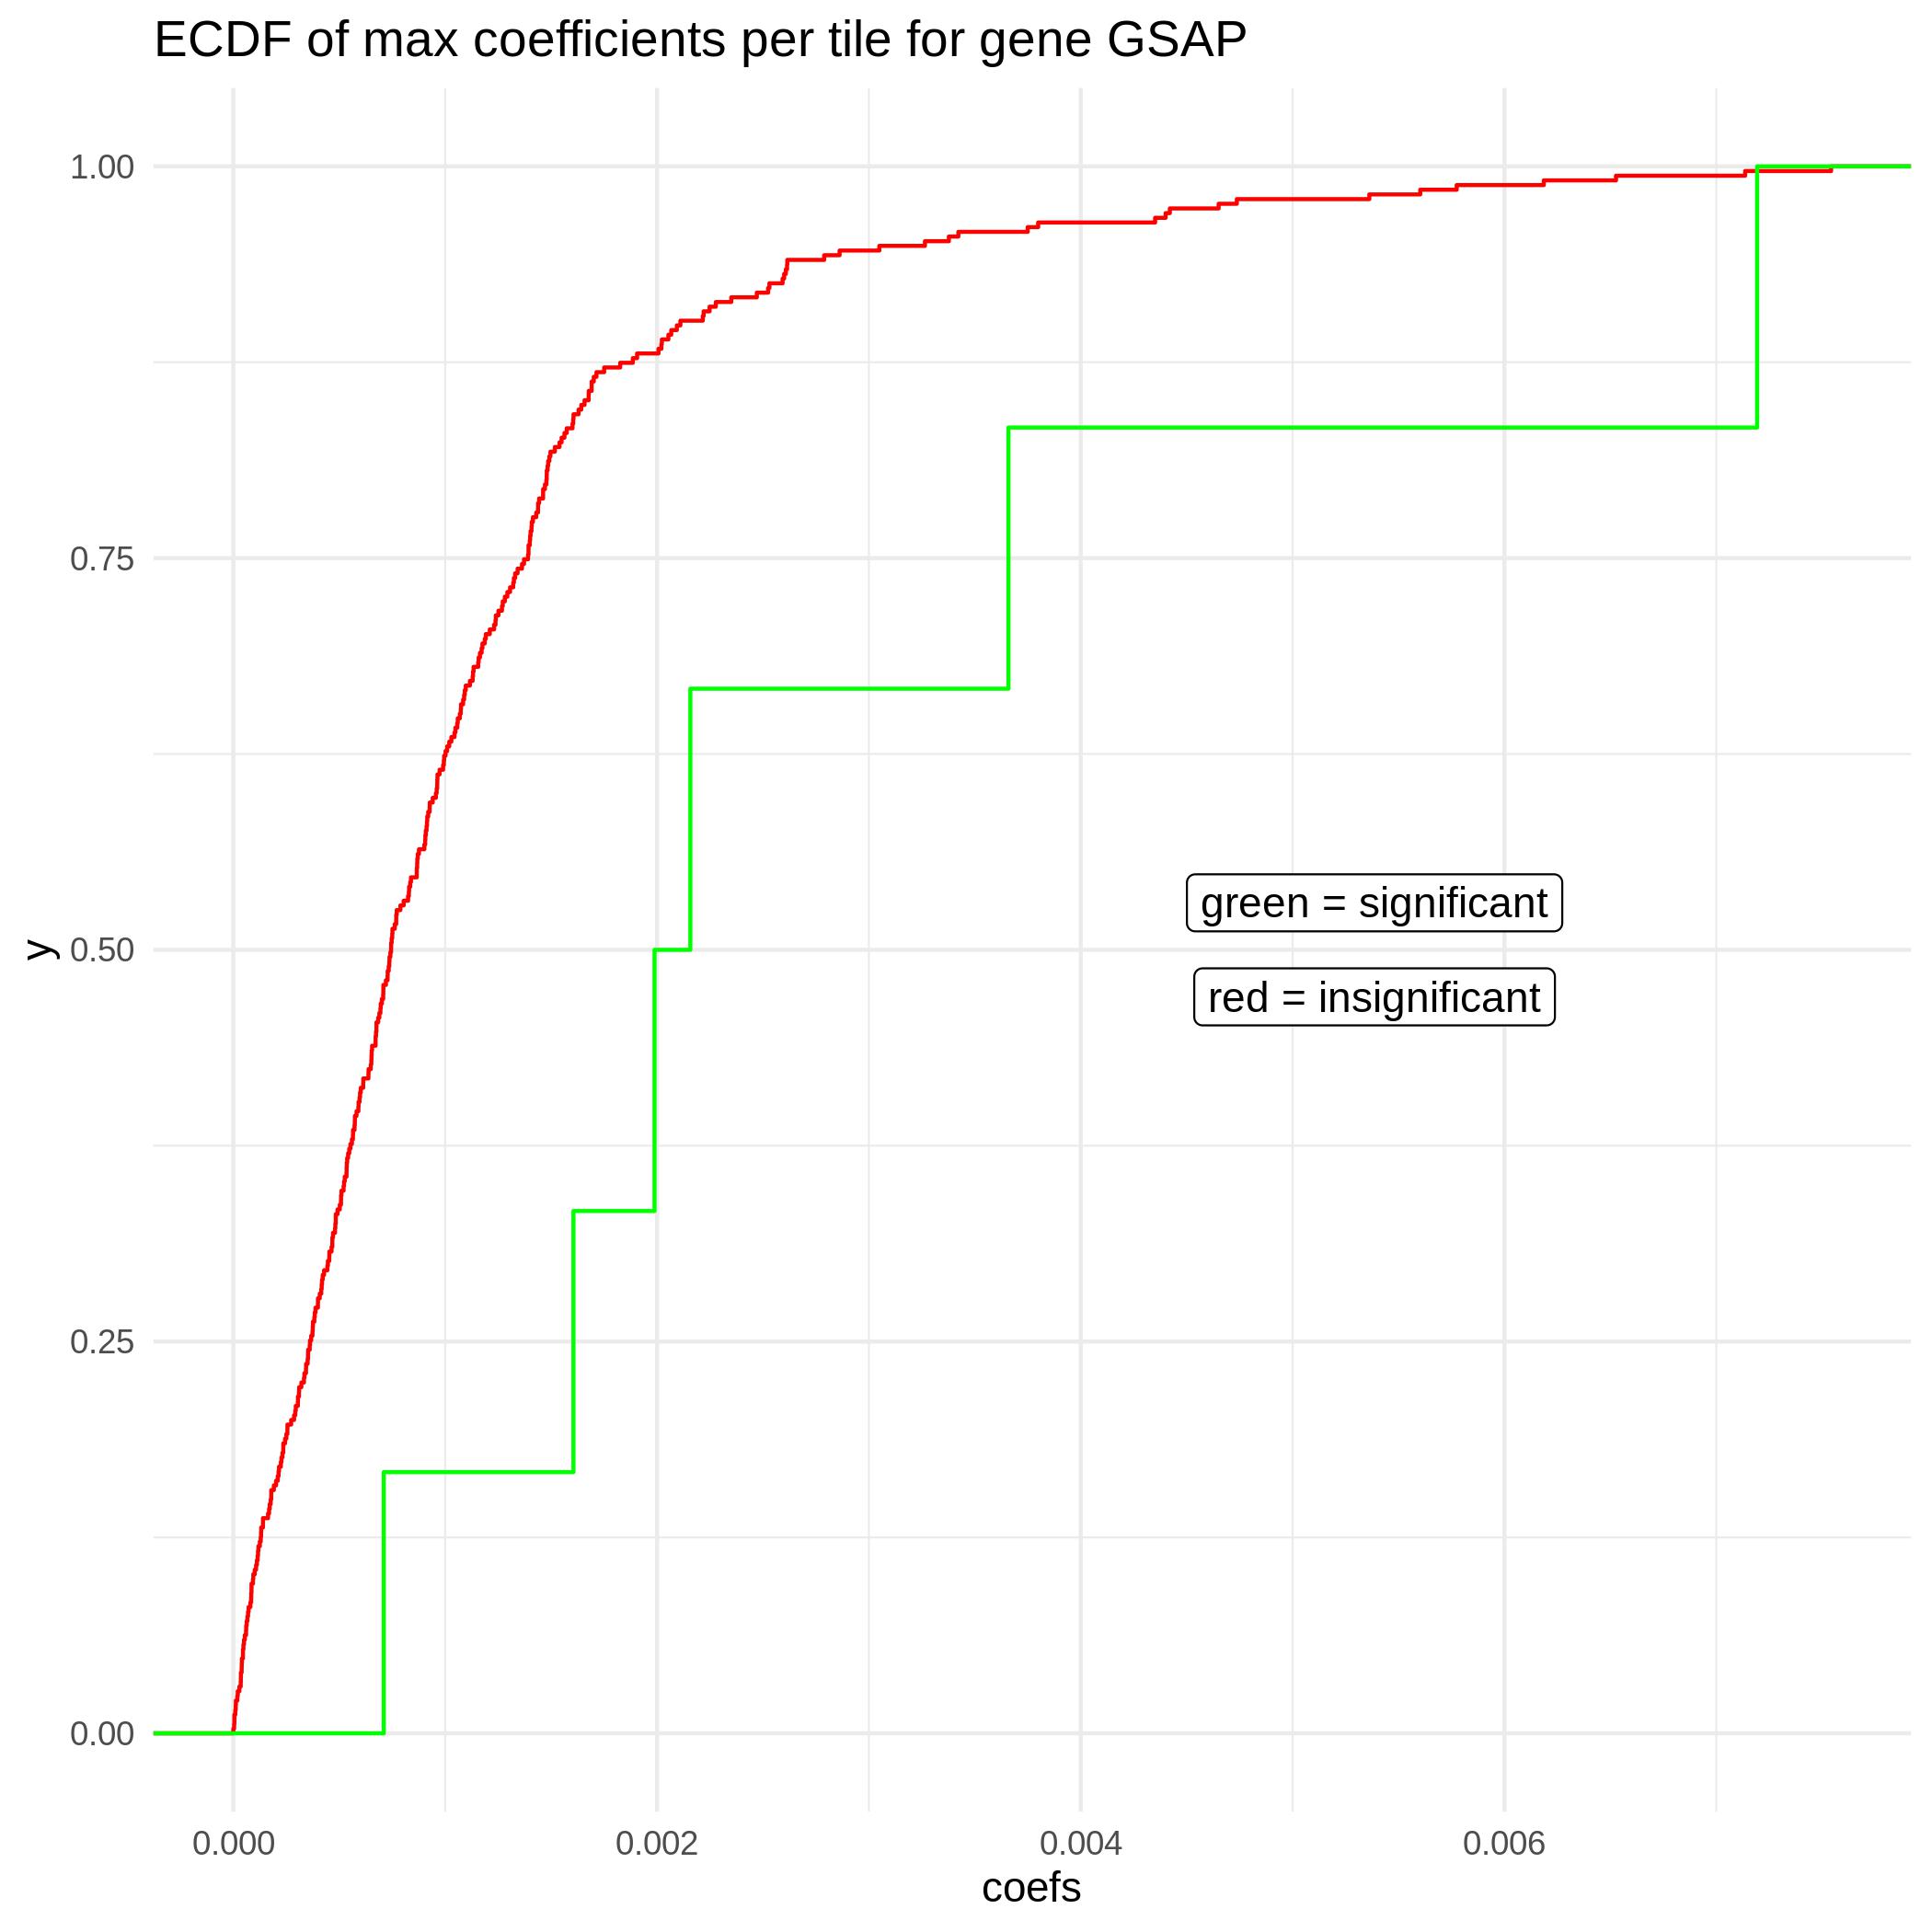 ECDF of max coefficients per tile for gene GSAP
1.00
0.75
0.50
0.25
0.00
y
green = significant
red = insignificant
0.000 0.002 0.004 0.006
coefs